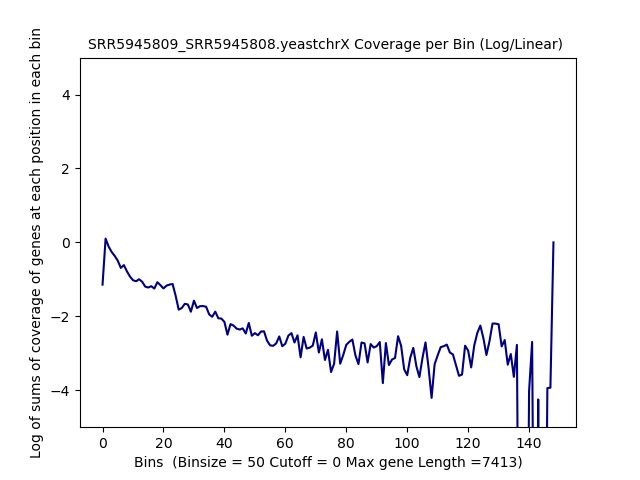 SRR5945809_SRR5945808.yeastchrX Coverage per Bin (Log/Linear)
Log of sums of coverage of genes at each position in each bin
4
2
0
−2
−4
0 20 40 60 80 100 120 140
Bins  (Binsize = 50 Cutoff = 0 Max gene Length =7413)